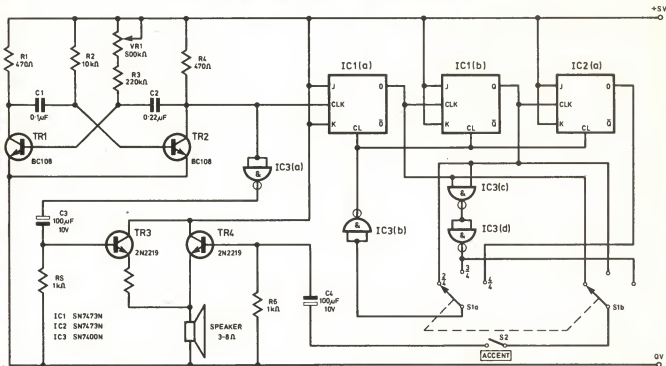 +5V
R1
470Ω
R2
10kΩ
VR1
500kΩ
R3
220kΩ
R4
470Ω
C1
0·1µF
C2
0·22µF
TR1
BC108
TR2
BC108
IC1(a)
J
CLK
K
Q
Q̅
CL
IC1(b)
J
CLK
K
Q
Q̅
CL
IC2(a)
J
CLK
K
Q
Q̅
CL
&
IC3(a)
&
IC3(b)
&
IC3(c)
&
IC3(d)
C3
100µF
10V
TR3
2N2219
TR4
2N2219
R5
1kΩ
R6
1kΩ
C4
100µF
10V
2/4
3/4
4/4
S1a
S1b
S2
ACCENT
SPEAKER
3-8Ω
IC1 SN7473N
IC2 SN7473N
IC3 SN7400N
0V